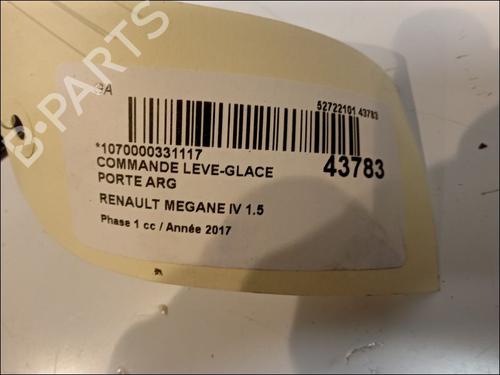 B-PARTS
9A
52722101 43783
*1070000331117
43783
COMMANDE LEVE-GLACE
PORTE ARG
RENAULT MEGANE IV 1.5
Phase 1 cc / Année 2017